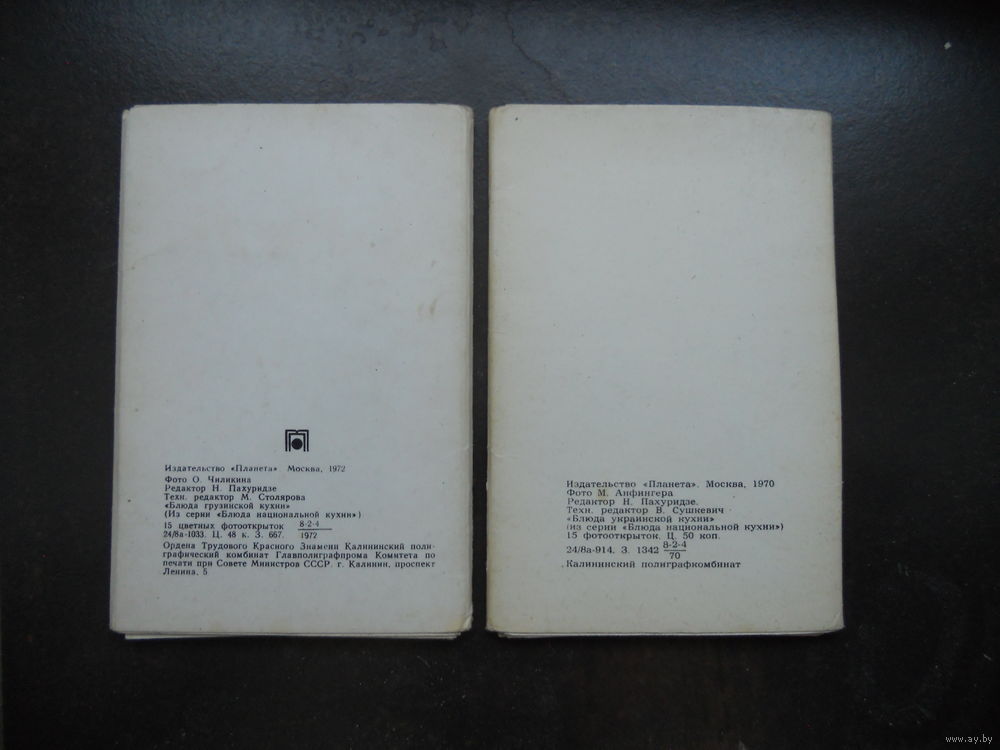 Издательство «Планета». Москва, 1972
Фото О. Чиликина
Редактор Н. Пахуридзе
Техн. редактор М. Столярова
«Блюда грузинской кухни»
(Из серии «Блюда национальной кухни»)
15 цветных фотооткрыток 8-2-4
24/8а-1033. Ц. 48 к. З. 667. 1972
Ордена Трудового Красного Знамени Калининский поли-
графический комбинат Главполиграфпрома Комитета по
печати при Совете Министров СССР. г. Калинин, проспект
Ленина, 5
Издательство «Планета». Москва, 1970
Фото М. Анфингера
Редактор Н. Пахуридзе.
Техн. редактор В. Сушкевич
«Блюда украинской кухни»
(из серии «Блюда национальной кухни»)
15 фотооткрыток. Ц. 50 коп.
24/8а-914. З. 1342 8-2-4
70
Калининский полиграфкомбинат
www.ay.by